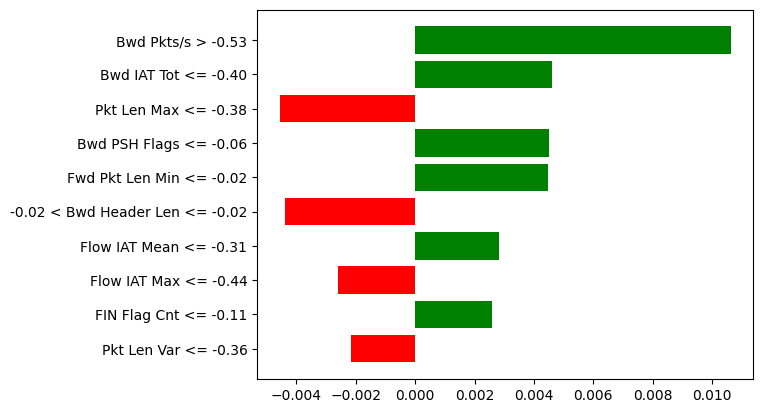 Bwd Pkts/s > -0.53
Bwd IAT Tot <= -0.40
Pkt Len Max <= -0.38
Bwd PSH Flags <= -0.06
Fwd Pkt Len Min <= -0.02
-0.02 < Bwd Header Len <= -0.02
Flow IAT Mean <= -0.31
Flow IAT Max <= -0.44
FIN Flag Cnt <= -0.11
Pkt Len Var <= -0.36
−0.004 −0.002 0.000 0.002 0.004 0.006 0.008 0.010